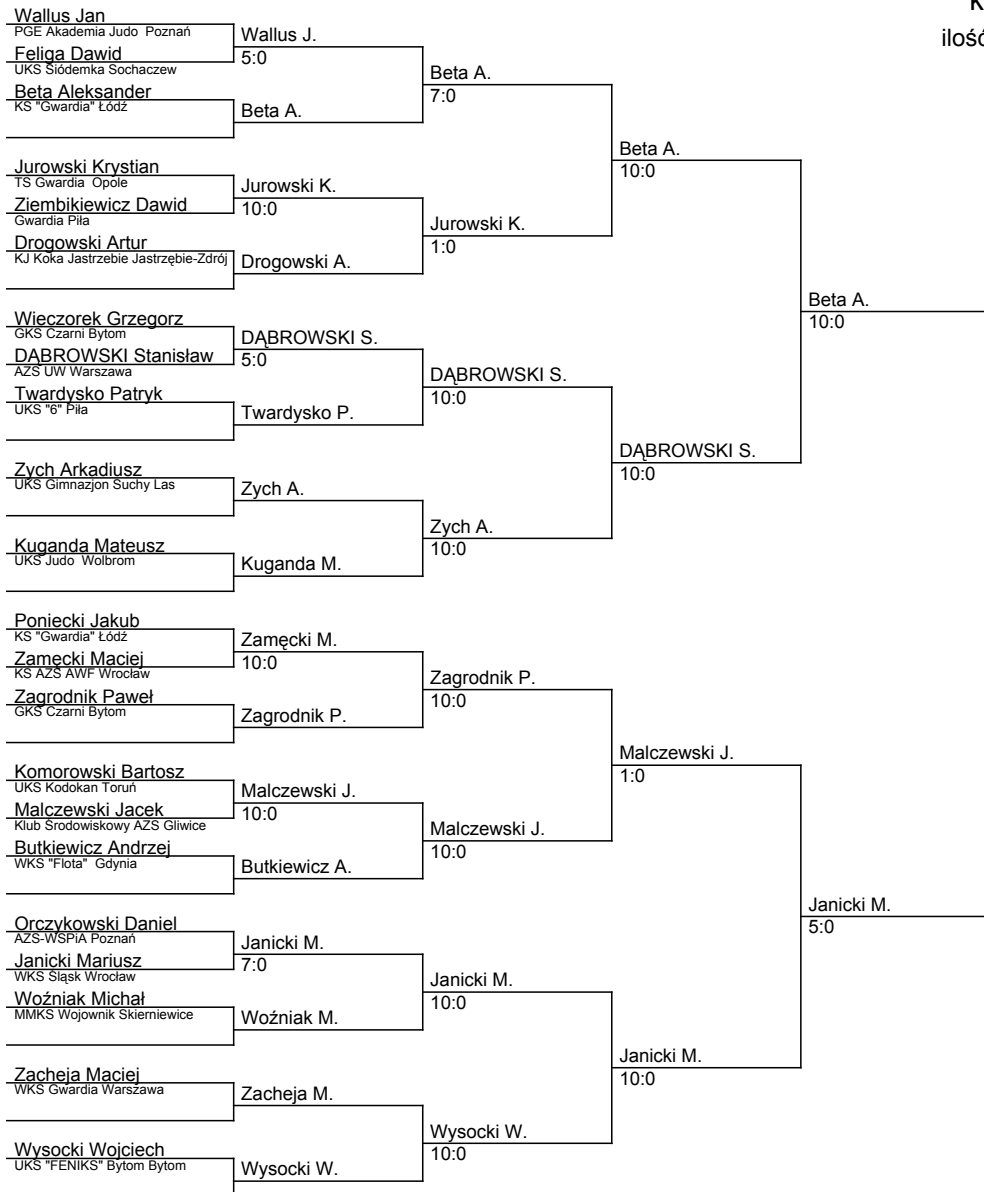 K
ilość
Wallus Jan
PGE Akademia Judo Poznań
Feliga Dawid
UKS Siódemka Sochaczew
Beta Aleksander
KS "Gwardia" Łódź
Jurowski Krystian
TS Gwardia Opole
Ziembikiewicz Dawid
Gwardia Piła
Drogowski Artur
KJ Koka Jastrzebie Jastrzębie-Zdrój
Wieczorek Grzegorz
GKS Czarni Bytom
DĄBROWSKI Stanisław
AZS UW Warszawa
Twardysko Patryk
UKS "6" Piła
Zych Arkadiusz
UKS Gimnazjon Suchy Las
Kuganda Mateusz
UKS Judo Wolbrom
Poniecki Jakub
KS "Gwardia" Łódź
Zamęcki Maciej
KS AZS AWF Wrocław
Zagrodnik Paweł
GKS Czarni Bytom
Komorowski Bartosz
UKS Kodokan Toruń
Malczewski Jacek
Klub Środowiskowy AZS Gliwice
Butkiewicz Andrzej
WKS "Flota" Gdynia
Orczykowski Daniel
AZS-WSPiA Poznań
Janicki Mariusz
WKS Śląsk Wrocław
Woźniak Michał
MMKS Wojownik Skierniewice
Zacheja Maciej
WKS Gwardia Warszawa
Wysocki Wojciech
UKS "FENIKS" Bytom Bytom
Wallus J.
5:0
Beta A.
Jurowski K.
10:0
Drogowski A.
DĄBROWSKI S.
5:0
Twardysko P.
Zych A.
Kuganda M.
Zamęcki M.
10:0
Zagrodnik P.
Malczewski J.
10:0
Butkiewicz A.
Janicki M.
7:0
Woźniak M.
Zacheja M.
Wysocki W.
Beta A.
7:0
Jurowski K.
1:0
DĄBROWSKI S.
10:0
Zych A.
10:0
Zagrodnik P.
10:0
Malczewski J.
10:0
Janicki M.
10:0
Wysocki W.
10:0
Beta A.
10:0
DĄBROWSKI S.
10:0
Malczewski J.
1:0
Janicki M.
10:0
Beta A.
10:0
Janicki M.
5:0